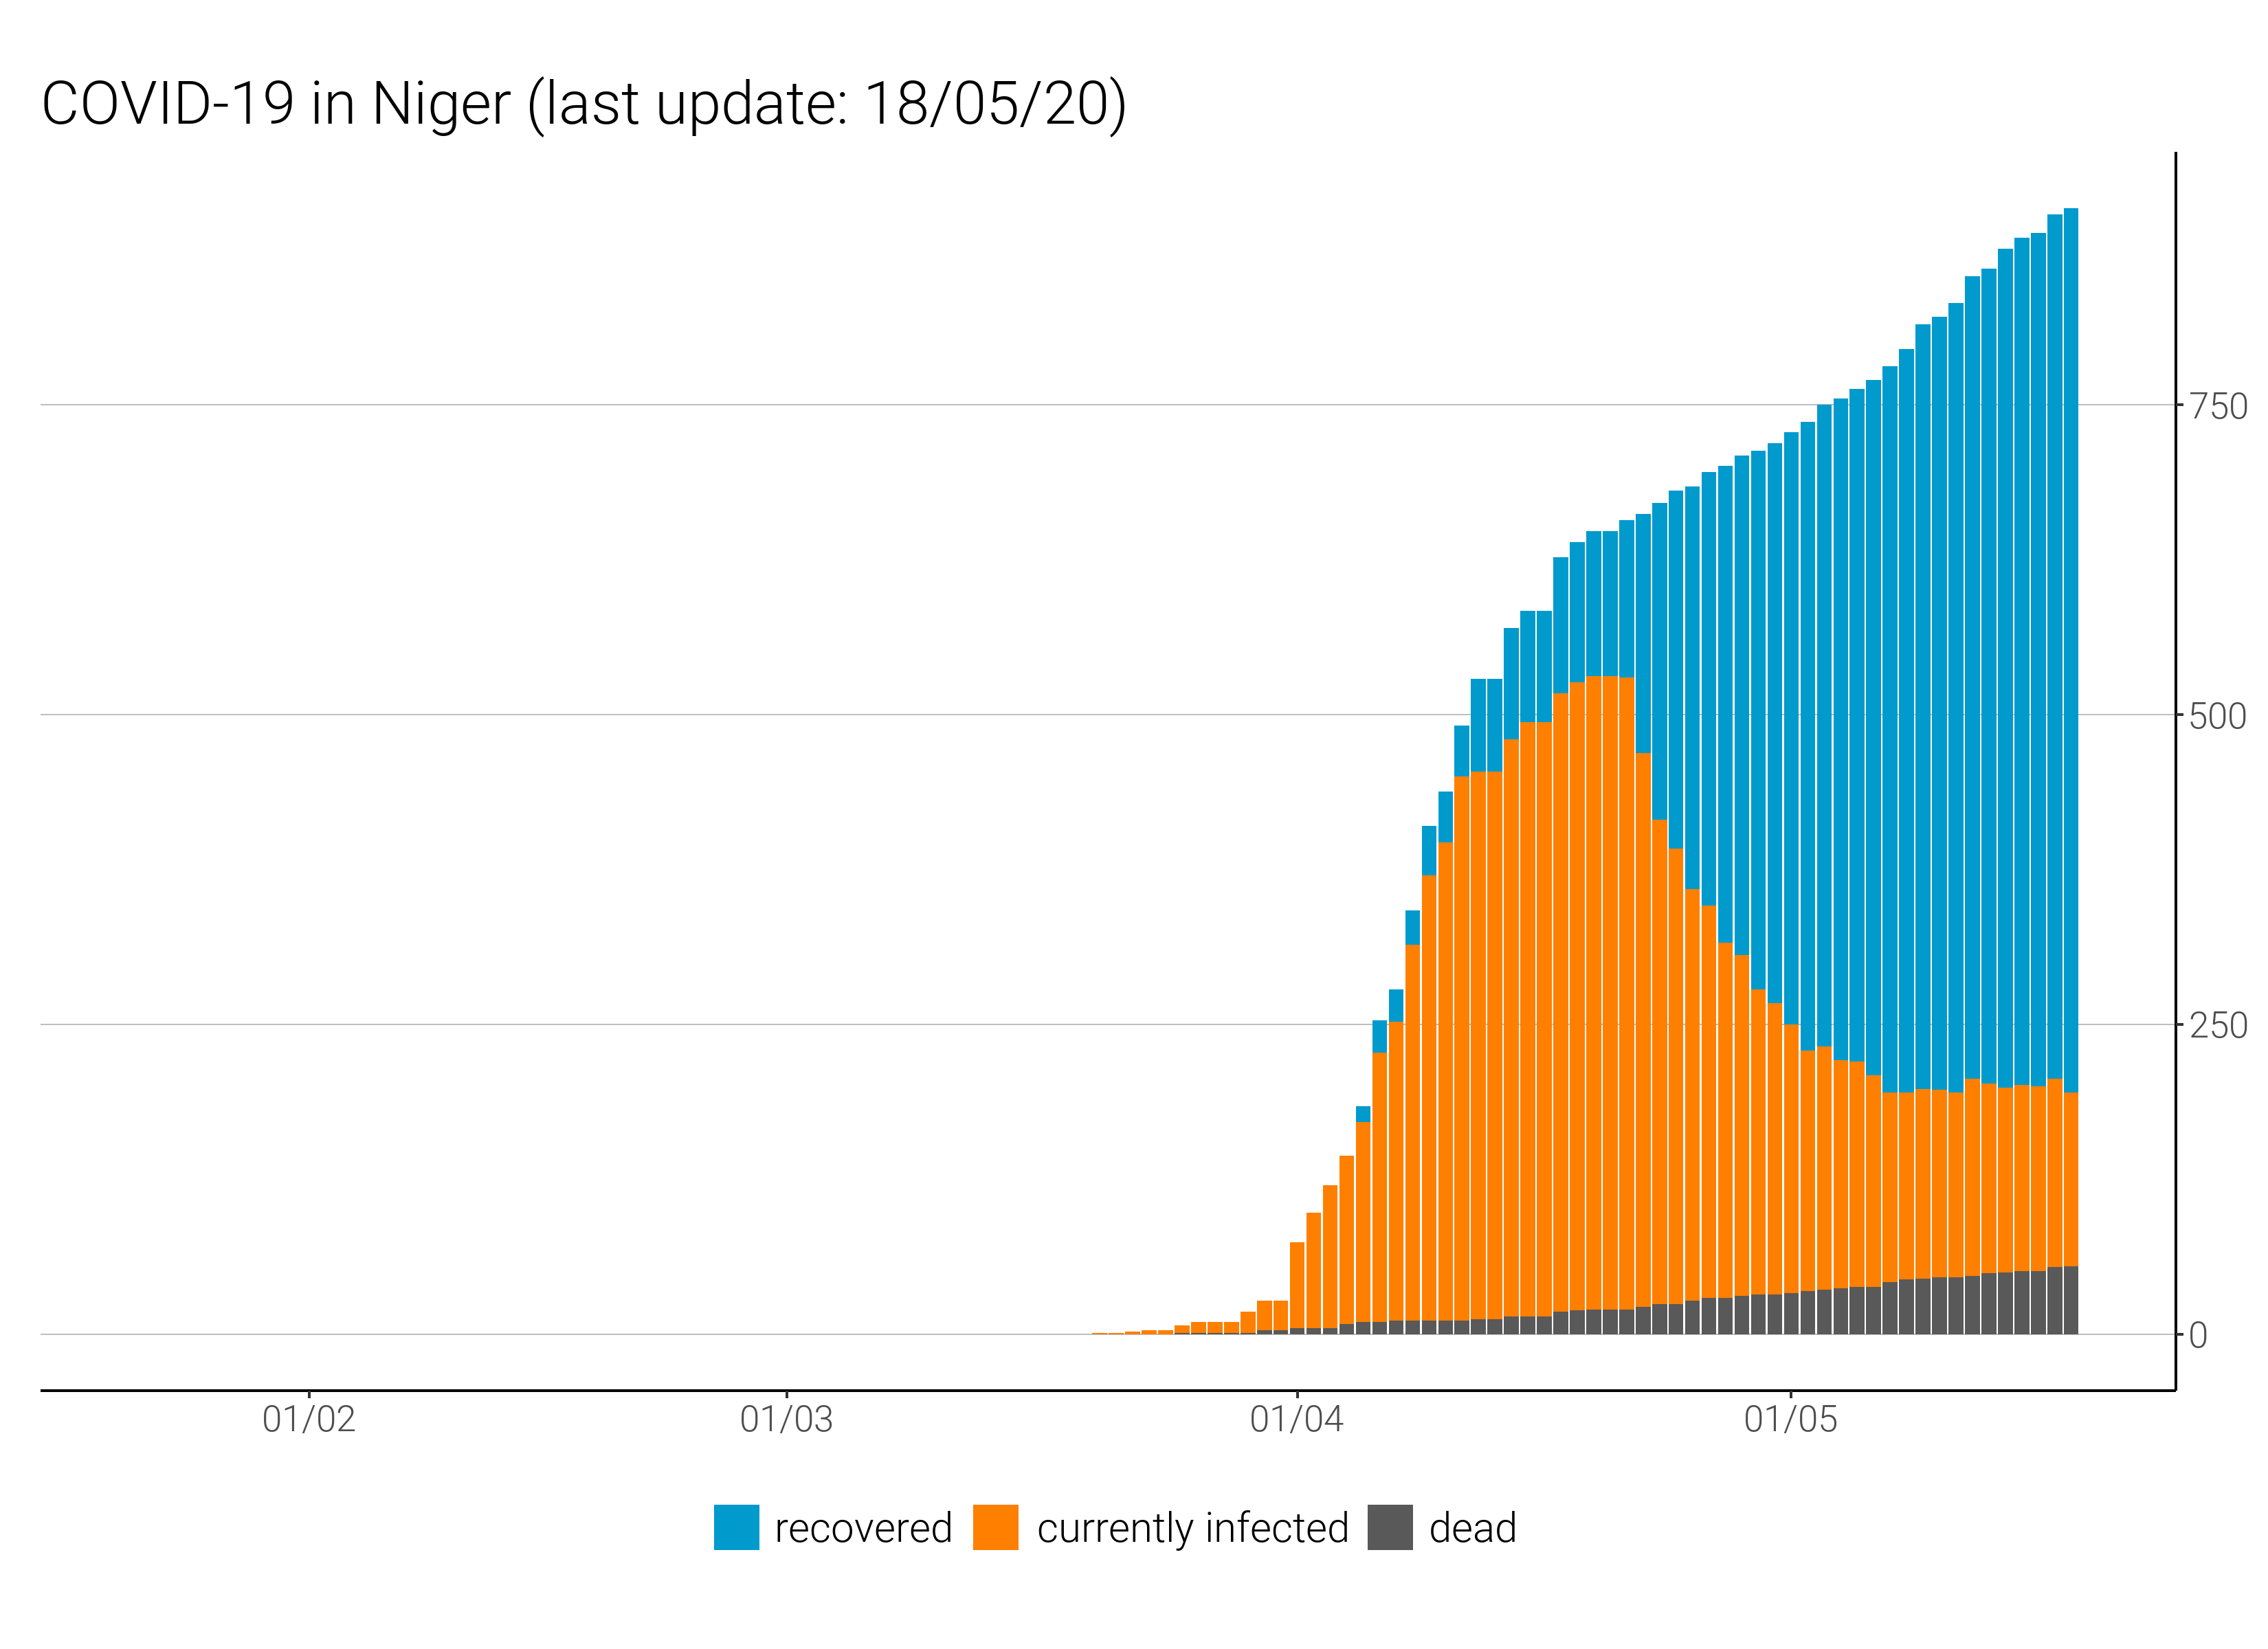 COVID-19 in Niger (last update: 18/05/20)
750
500
250
0
01/02 01/03 01/04 01/05
recovered currently infected dead